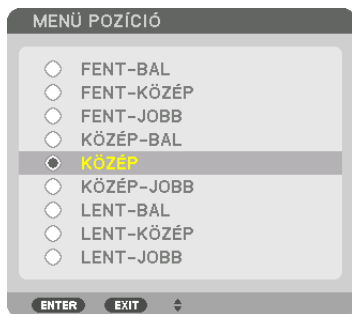 MENÜ POZÍCIÓ
FENT-BAL
FENT-KÖZÉP
FENT-JOBB
KÖZÉP-BAL
KÖZÉP
KÖZÉP-JOBB
LENT-BAL
LENT-KÖZÉP
LENT-JOBB
ENTER EXIT